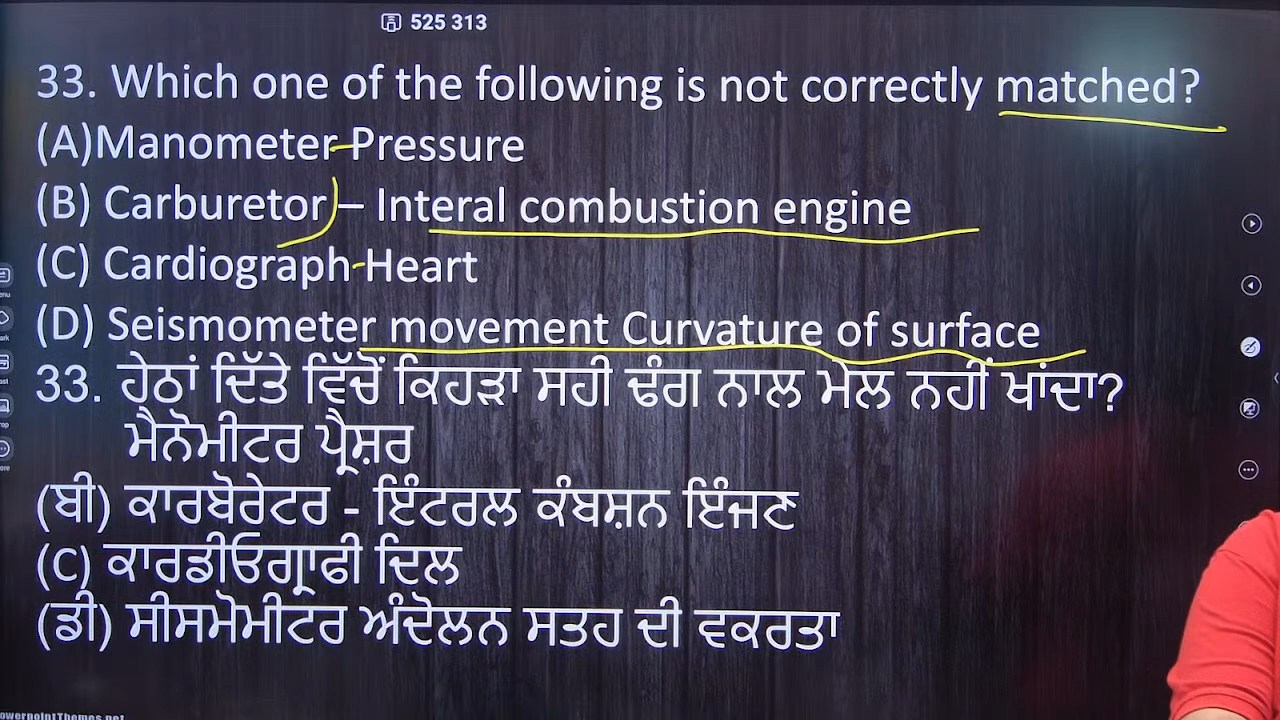 525 313
33. Which one of the following is not correctly matched?
(A)Manometer-Pressure
(B) Carburetor – Interal combustion engine
(C) Cardiograph-Heart
(D) Seismometer movement Curvature of surface
33. ਹੇਠਾਂ ਦਿੱਤੇ ਵਿੱਚੋਂ ਕਿਹੜਾ ਸਹੀ ਢੰਗ ਨਾਲ ਮੇਲ ਨਹੀਂ ਖਾਂਦਾ?
ਮੈਨੋਮੀਟਰ ਪ੍ਰੈਸ਼ਰ
(ਬੀ) ਕਾਰਬੋਰੇਟਰ - ਇੰਟਰਲ ਕੰਬਸ਼ਨ ਇੰਜਣ
(C) ਕਾਰਡੀਓਗ੍ਰਾਫੀ ਦਿਲ
(ਡੀ) ਸੀਸਮੋਮੀਟਰ ਅੰਦੋਲਨ ਸਤਹ ਦੀ ਵਕਰਤਾ
owerpointThemes.net